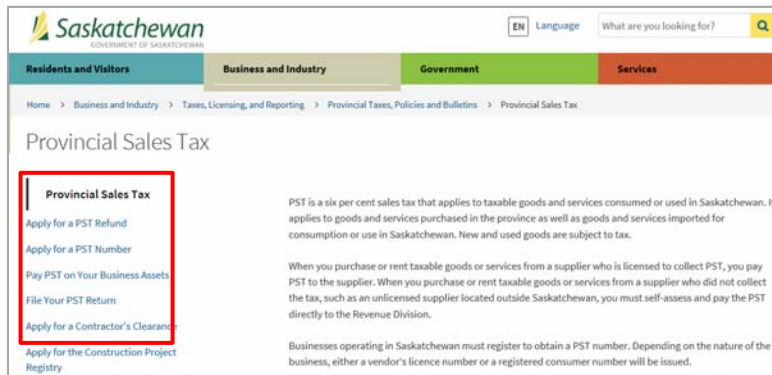 Saskatchewan
GOVERNMENT OF SASKATCHEWAN
EN Language What are you looking for?
Residents and Visitors Business and Industry Government Services
Home > Business and Industry > Taxes, Licensing, and Reporting > Provincial Taxes, Policies and Bulletins > Provincial Sales Tax
Provincial Sales Tax
Provincial Sales Tax
Apply for a PST Refund
Apply for a PST Number
Pay PST on Your Business Assets
File Your PST Return
Apply for a Contractor's Clearance
Apply for the Construction Project
Registry
PST is a six per cent sales tax that applies to taxable goods and services consumed or used in Saskatchewan.
applies to goods and services purchased in the province as well as goods and services imported for
consumption or use in Saskatchewan. New and used goods are subject to tax.
When you purchase or rent taxable goods or services from a supplier who is licensed to collect PST, you pay
PST to the supplier. When you purchase or rent taxable goods or services from a supplier who did not collect
the tax, such as an unlicensed supplier located outside Saskatchewan, you must self-assess and pay the PST
directly to the Revenue Division.
Businesses operating in Saskatchewan must register to obtain a PST number. Depending on the nature of the
business, either a vendor's licence number or a registered consumer number will be issued.